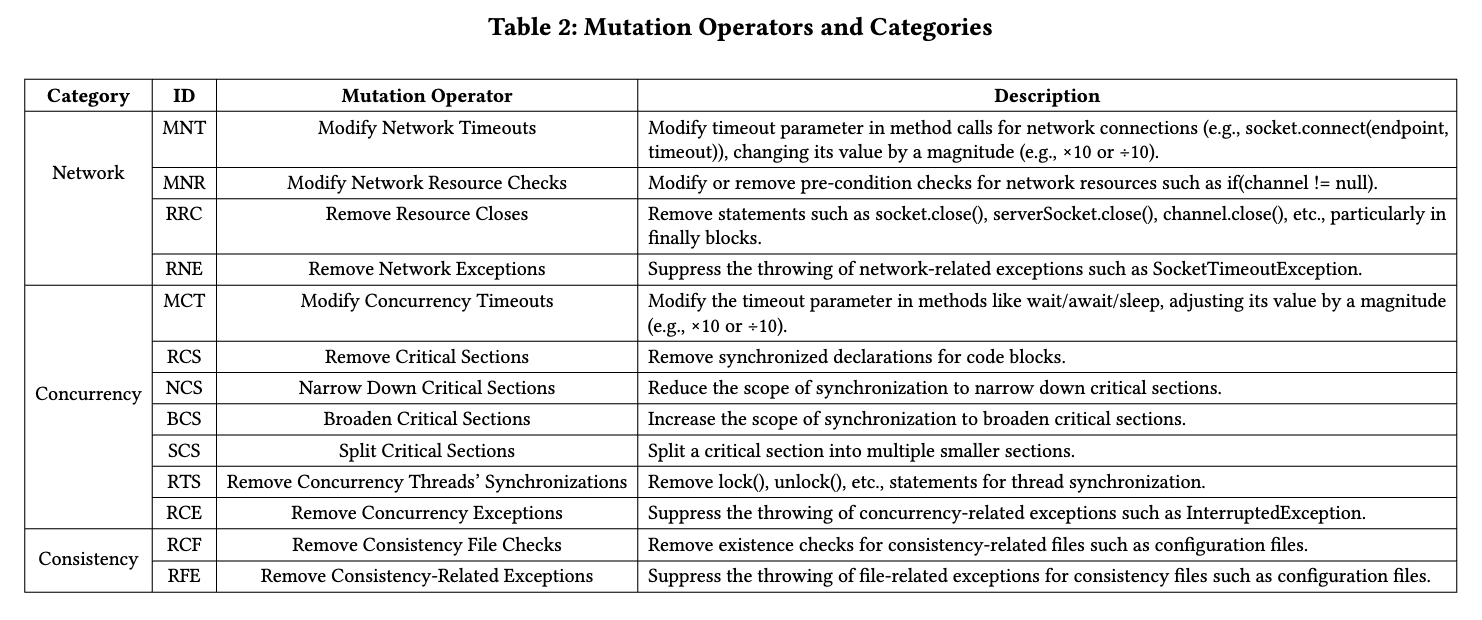 Table 2: Mutation Operators and Categories
Category ID Mutation Operator Description
Network
MNT Modify Network Timeouts Modify timeout parameter in method calls for network connections (e.g., socket.connect(endpoint,
timeout)), changing its value by a magnitude (e.g., ×10 or ÷10).
MNR Modify Network Resource Checks Modify or remove pre-condition checks for network resources such as if(channel != null).
RRC Remove Resource Closes Remove statements such as socket.close(), serverSocket.close(), channel.close(), etc., particularly in
finally blocks.
RNE Remove Network Exceptions Suppress the throwing of network-related exceptions such as SocketTimeoutException.
Concurrency
MCT Modify Concurrency Timeouts Modify the timeout parameter in methods like wait/await/sleep, adjusting its value by a magnitude
(e.g., ×10 or ÷10).
RCS Remove Critical Sections Remove synchronized declarations for code blocks.
NCS Narrow Down Critical Sections Reduce the scope of synchronization to narrow down critical sections.
BCS Broaden Critical Sections Increase the scope of synchronization to broaden critical sections.
SCS Split Critical Sections Split a critical section into multiple smaller sections.
RTS Remove Concurrency Threads’ Synchronizations Remove lock(), unlock(), etc., statements for thread synchronization.
RCE Remove Concurrency Exceptions Suppress the throwing of concurrency-related exceptions such as InterruptedException.
Consistency
RCF Remove Consistency File Checks Remove existence checks for consistency-related files such as configuration files.
RFE Remove Consistency-Related Exceptions Suppress the throwing of file-related exceptions for consistency files such as configuration files.